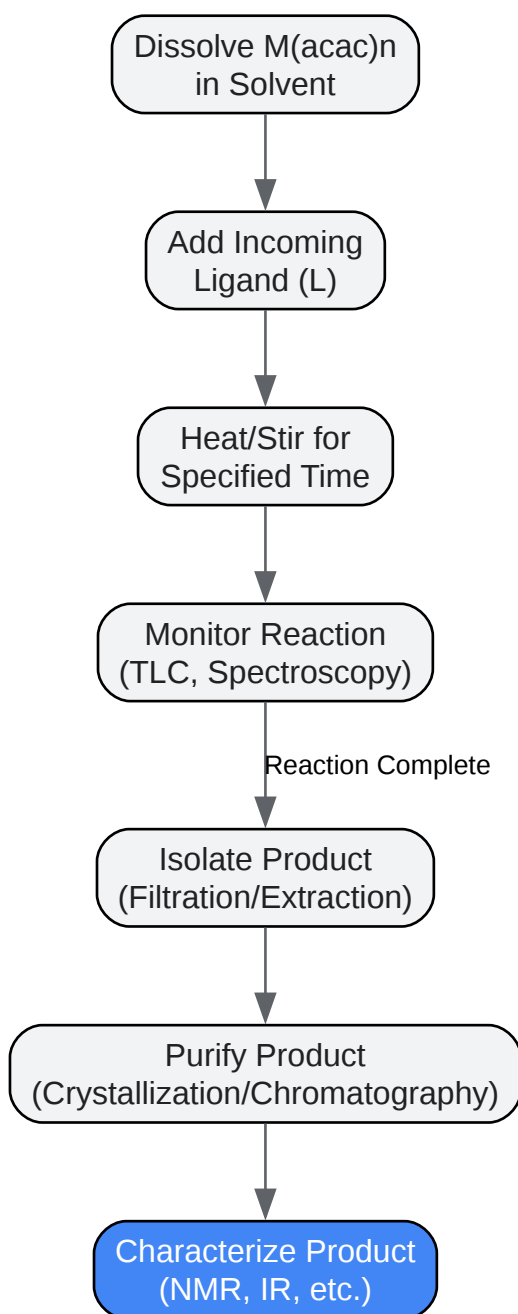 Dissolve M(acac)n
in Solvent
Add Incoming
Ligand (L)
Heat/Stir for
Specified Time
Monitor Reaction
(TLC, Spectroscopy)
Reaction Complete
Isolate Product
(Filtration/Extraction)
Purify Product
(Crystallization/Chromatography)
Characterize Product
(NMR, IR, etc.)